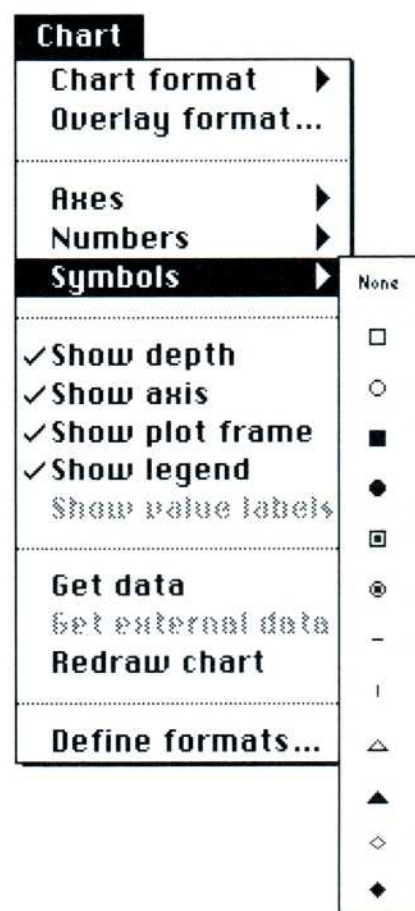 Chart
Chart format
Overlay format...
Axes
Numbers
Symbols
None
Show depth
Show axis
Show plot frame
Show legend
Show value labels
Get data
Get external data
Redraw chart
Define formats...